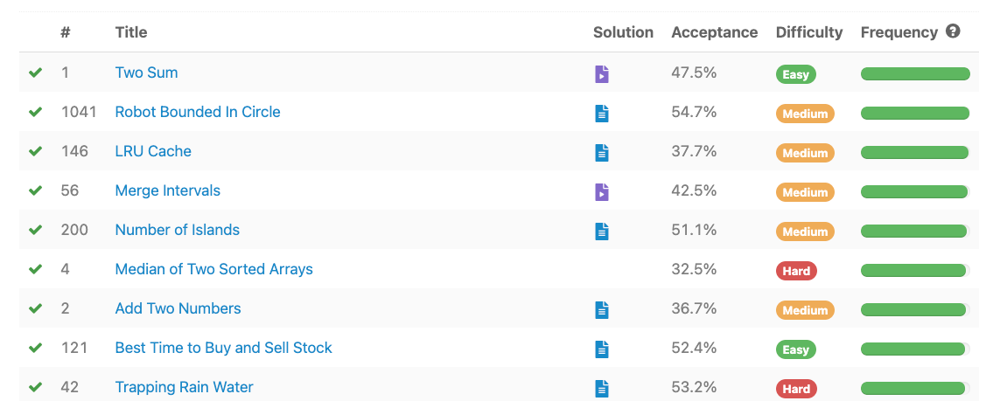 # Title Solution Acceptance Difficulty Frequency ?
1 Two Sum 47.5% Easy
1041 Robot Bounded In Circle 54.7% Medium
146 LRU Cache 37.7% Medium
56 Merge Intervals 42.5% Medium
200 Number of Islands 51.1% Medium
4 Median of Two Sorted Arrays 32.5% Hard
2 Add Two Numbers 36.7% Medium
121 Best Time to Buy and Sell Stock 52.4% Easy
42 Trapping Rain Water 53.2% Hard